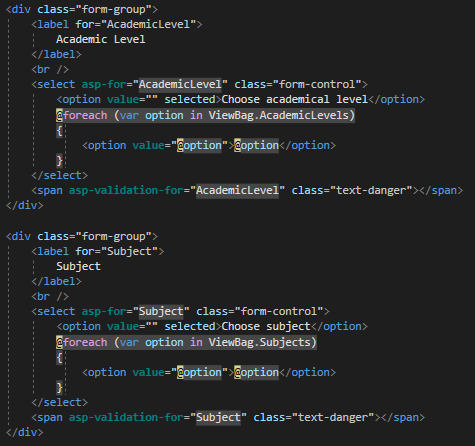 <div class="form-group">
<label for="AcademicLevel">
Academic Level
</label>
<br />
<select asp-for="AcademicLevel" class="form-control">
<option value="" selected>Choose academical level</option>
@foreach (var option in ViewBag.AcademicLevels)
{
<option value="@option">@option</option>
}
</select>
<span asp-validation-for="AcademicLevel" class="text-danger"></span>
</div>
<div class="form-group">
<label for="Subject">
Subject
</label>
<br />
<select asp-for="Subject" class="form-control">
<option value="" selected>Choose subject</option>
@foreach (var option in ViewBag.Subjects)
{
<option value="@option">@option</option>
}
</select>
<span asp-validation-for="Subject" class="text-danger"></span>
</div>